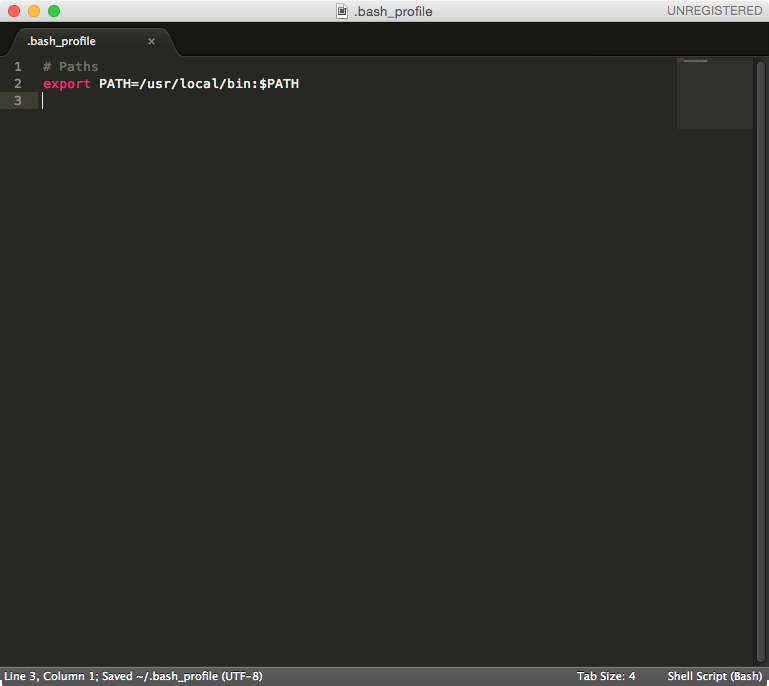 .bash_profile
UNREGISTERED
.bash_profile ×
1 # Paths
2 export PATH=/usr/local/bin:$PATH
3
Line 3, Column 1; Saved ~/.bash_profile (UTF-8)
Tab Size: 4
Shell Script (Bash)